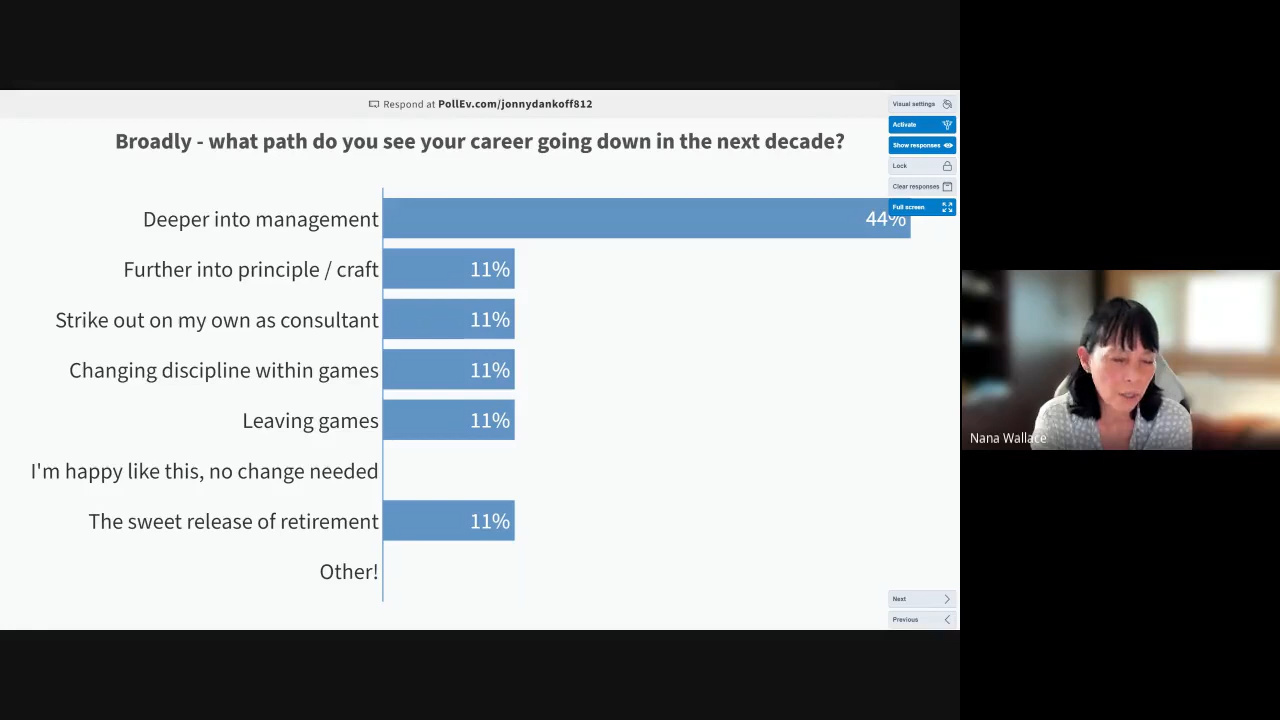 Respond at PollEv.com/jonnydankoff812
Broadly - what path do you see your career going down in the next decade?
Visual settings
Activate
Show responses
Lock
Clear responses
Full screen
Deeper into management 44%
Further into principle / craft 11%
Strike out on my own as consultant 11%
Changing discipline within games 11%
Leaving games 11%
I'm happy like this, no change needed
The sweet release of retirement 11%
Other!
Next
Previous
Nana Wallace